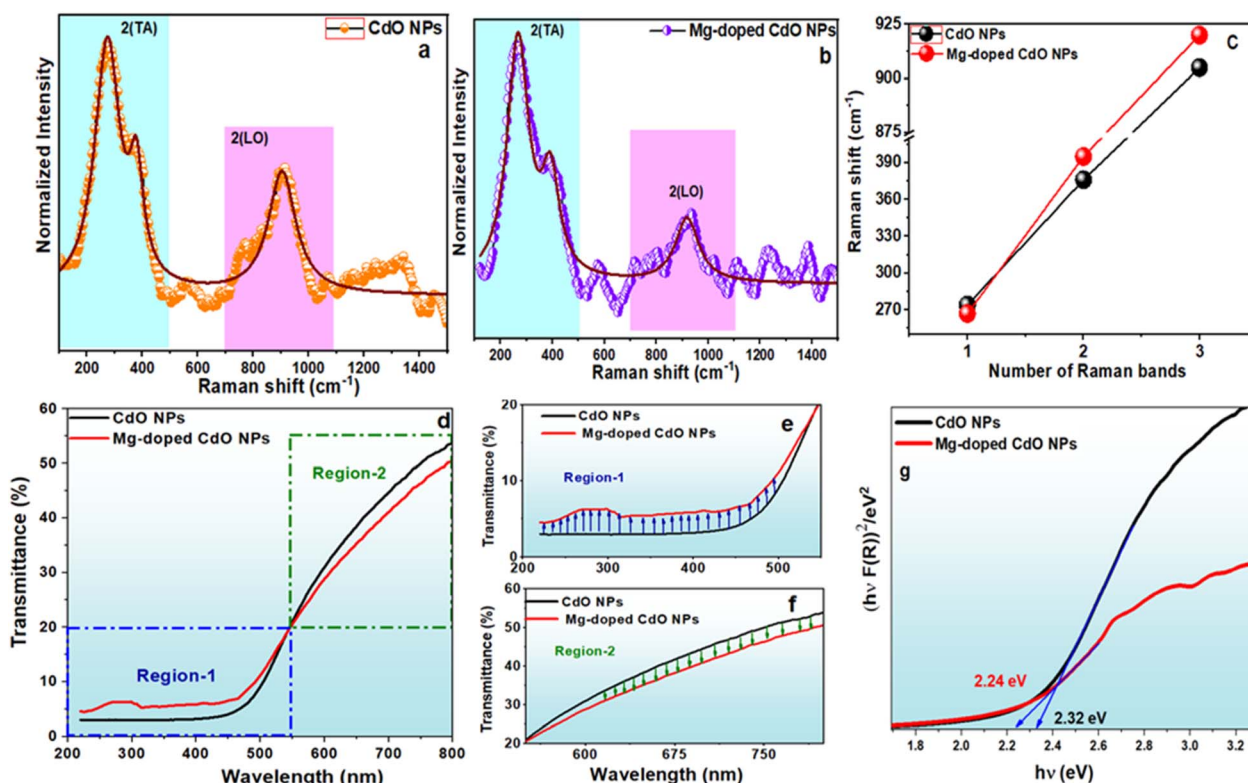 2(TA)
CdO NPs
a
2(LO)
Normalized Intensity
200 400 600 800 1000 1200 1400
Raman shift (cm⁻¹)
2(TA)
Mg-doped CdO NPs
b
2(LO)
Normalized Intensity
200 400 600 800 1000 1200 1400
Raman shift (cm⁻¹)
925
900
875
390
360
330
300
270
CdO NPs
Mg-doped CdO NPs
C
Raman shift (cm⁻¹)
1 2 3
Number of Raman bands
60
50
40
30
20
10
0
CdO NPs
Mg-doped CdO NPs
d
Region-2
Region-1
Transmittance (%)
200 300 400 500 600 700 800
Wavelength (nm)
20
10
0
CdO NPs
Mg-doped CdO NPs
e
Region-1
Transmittance (%)
200 300 400 500
60
50
40
30
20
CdO NPs
Mg-doped CdO NPs
f
Region-2
Transmittance (%)
600 675 750
Wavelength (nm)
CdO NPs
Mg-doped CdO NPs
g
(hν F(R))²/eV²
2.24 eV
2.32 eV
1.8 2.0 2.2 2.4 2.6 2.8 3.0 3.2
hν (eV)